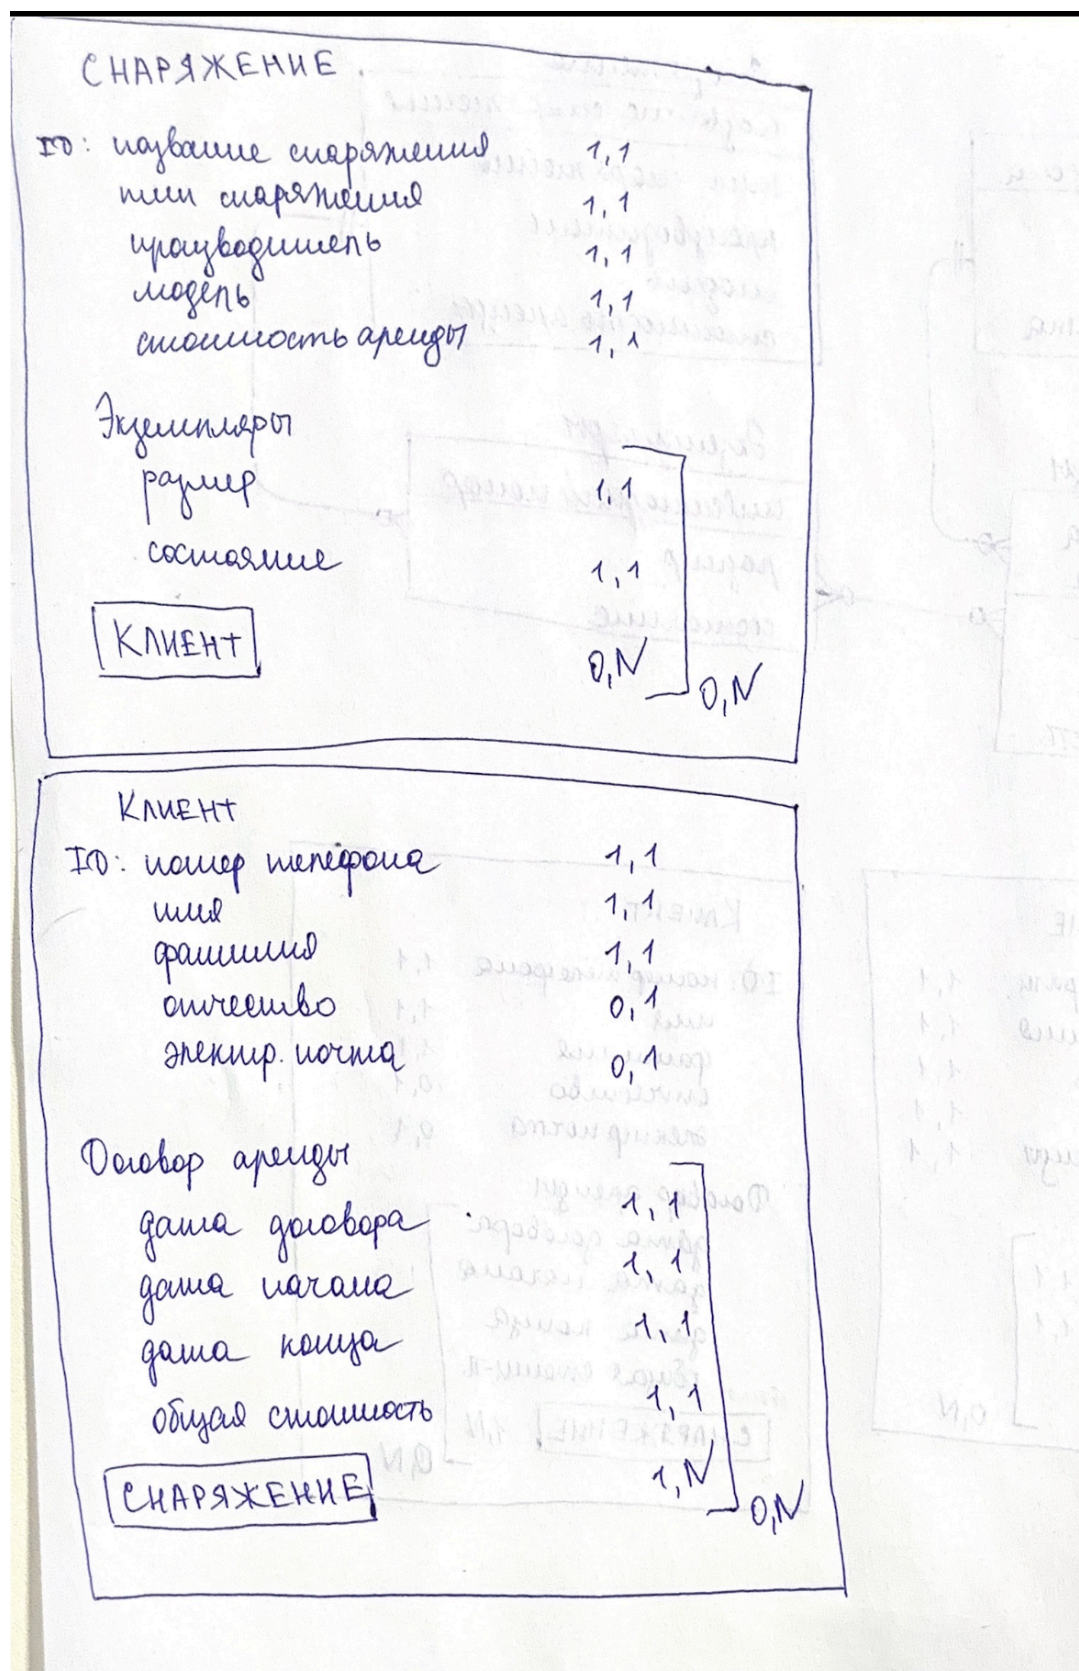 СНАРЯЖЕНИЕ
ID: название снаряжения 1,1
тип снаряжения 1,1
производитель 1,1
модель 1,1
стоимость аренды 1,1
Экземпляры
размер 1,1
состояние 1,1
КЛИЕНТ 0,N
0,N
КЛИЕНТ
ID: номер телефона 1,1
имя 1,1
фамилия 1,1
отчество 0,1
электр. почта 0,1
Договор аренды
дата договора 1,1
дата начала 1,1
дата конца 1,1
общая стоимость 1,1
СНАРЯЖЕНИЕ 1,N
0,N